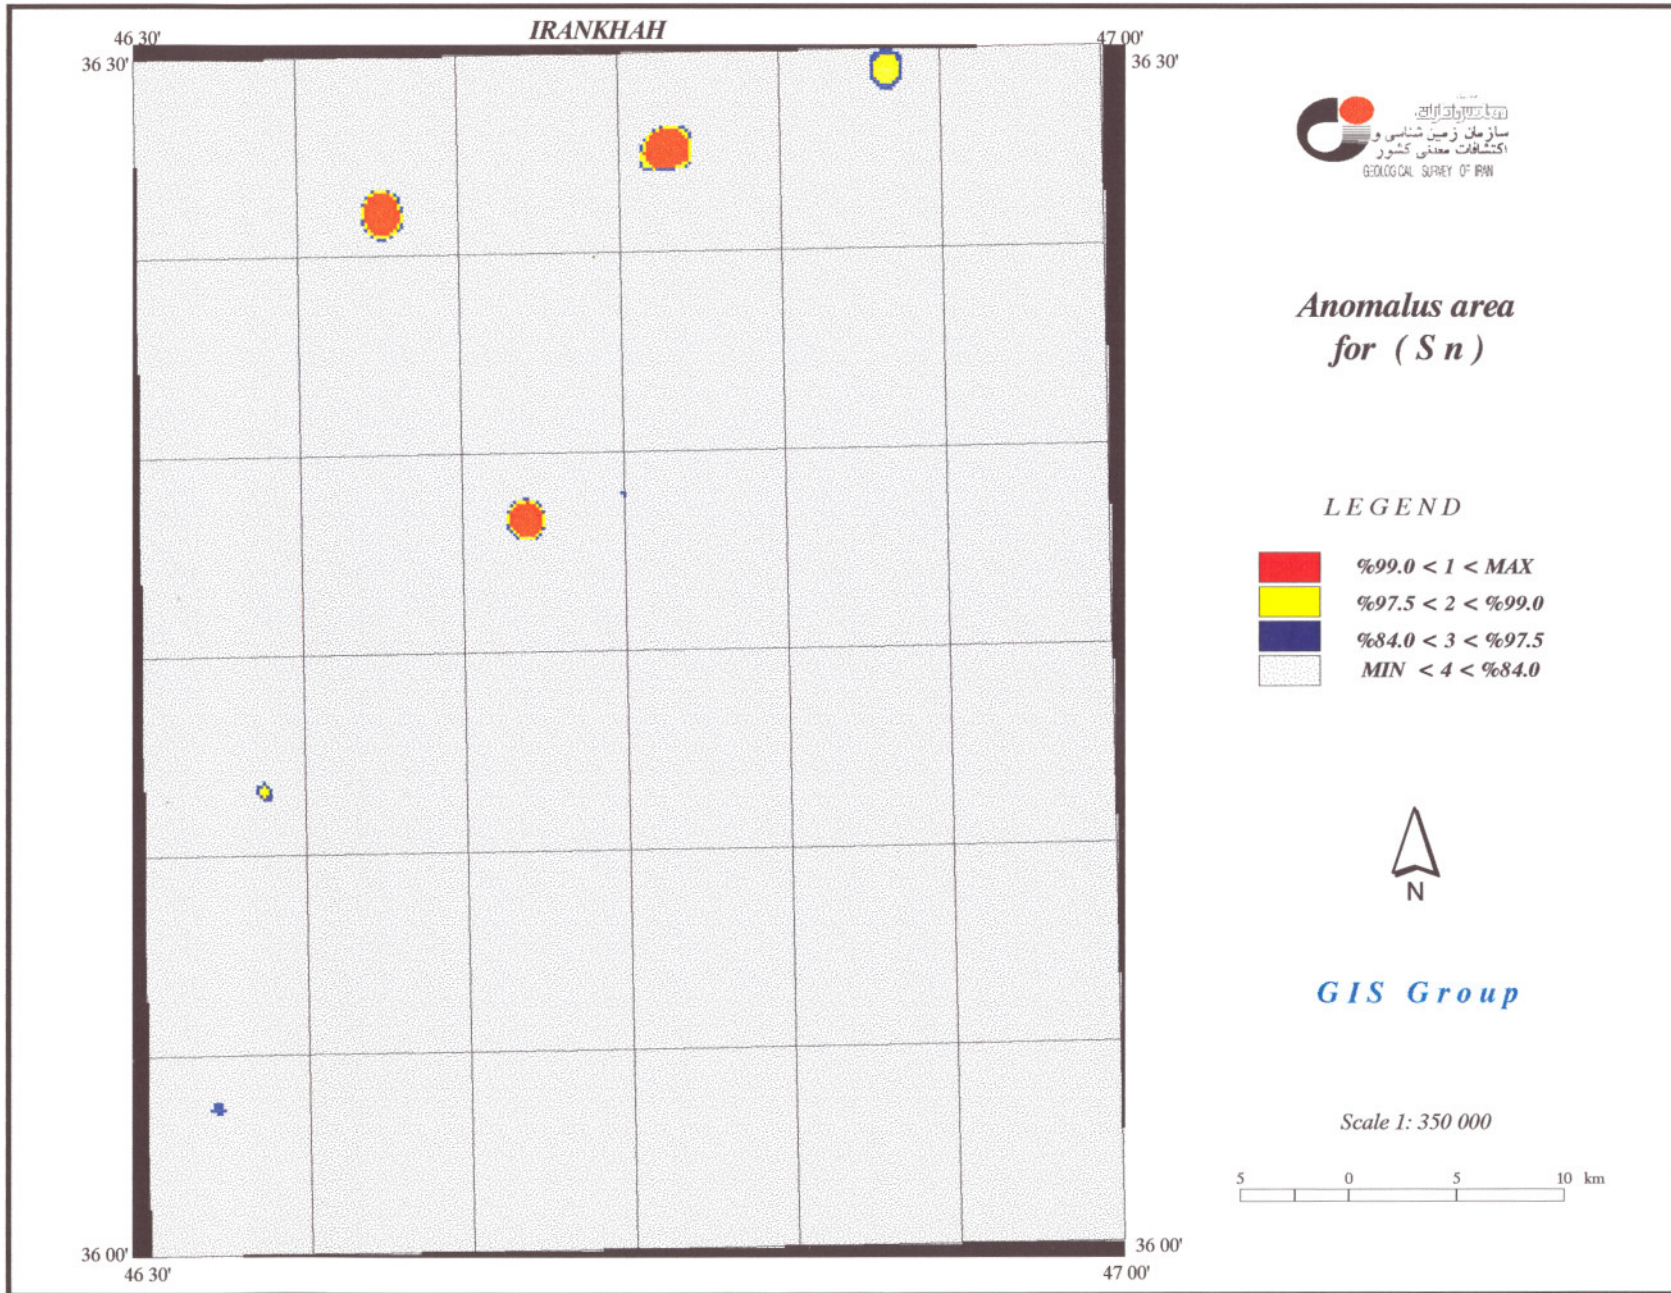 IRANKHAH
46 30'
47 00'
36 30'
36 30'
سازمان زمین شناسی و
اکتشافات معدنی کشور
GEOLOGICAL SURVEY OF IRAN
Anomalus area
for ( S n )
LEGEND
%99.0 < 1 < MAX
%97.5 < 2 < %99.0
%84.0 < 3 < %97.5
MIN < 4 < %84.0
N
GIS Group
Scale 1: 350 000
5 0 5 10 km
36 00'
36 00'
46 30'
47 00'